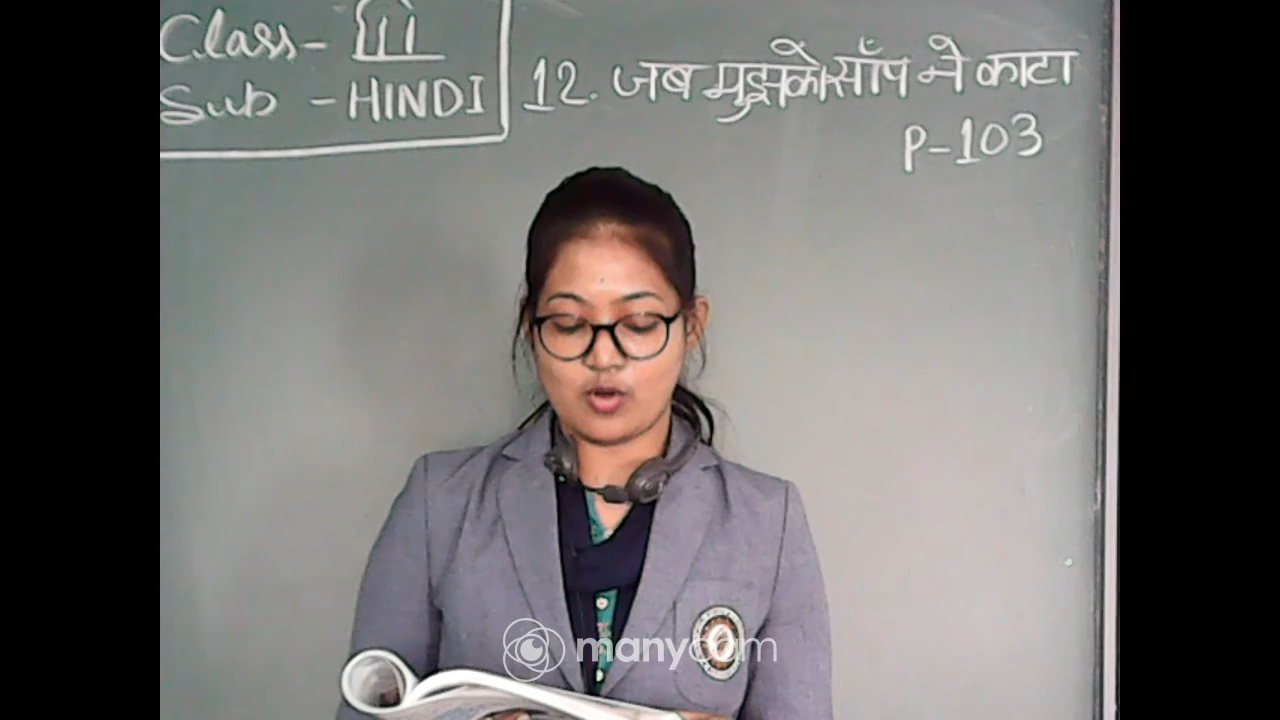 Class- III
Sub - HINDI
12. जब मुझको साँप ने काटा
P-103
manycam